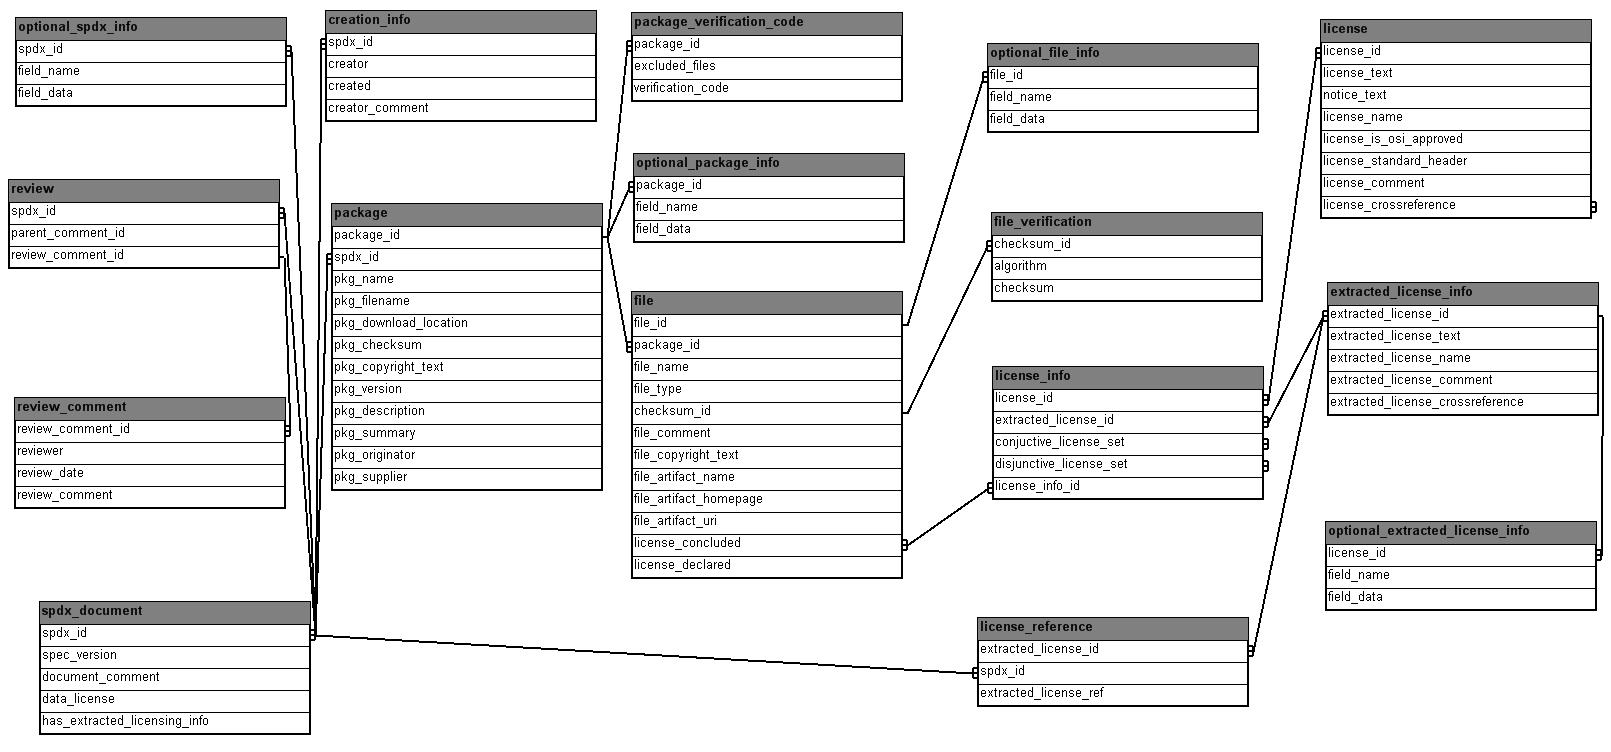 optional_spdx_info
spdx_id
field_name
field_data
creation_info
spdx_id
creator
created
creator_comment
package_verification_code
package_id
excluded_files
verification_code
optional_file_info
file_id
field_name
field_data
license
license_id
license_text
notice_text
license_name
license_is_osi_approved
license_standard_header
license_comment
license_crossreference
review
spdx_id
parent_comment_id
review_comment_id
package
package_id
spdx_id
pkg_name
pkg_filename
pkg_download_location
pkg_checksum
pkg_copyright_text
pkg_version
pkg_description
pkg_summary
pkg_originator
pkg_supplier
optional_package_info
package_id
field_name
field_data
file_verification
checksum_id
algorithm
checksum
file
file_id
package_id
file_name
file_type
checksum_id
file_comment
file_copyright_text
file_artifact_name
file_artifact_homepage
file_artifact_uri
license_concluded
license_declared
extracted_license_info
extracted_license_id
extracted_license_text
extracted_license_name
extracted_license_comment
extracted_license_crossreference
license_info
license_id
extracted_license_id
conjuctive_license_set
disjunctive_license_set
license_info_id
review_comment
review_comment_id
reviewer
review_date
review_comment
optional_extracted_license_info
license_id
field_name
field_data
spdx_document
spdx_id
spec_version
document_comment
data_license
has_extracted_licensing_info
license_reference
extracted_license_id
spdx_id
extracted_license_ref